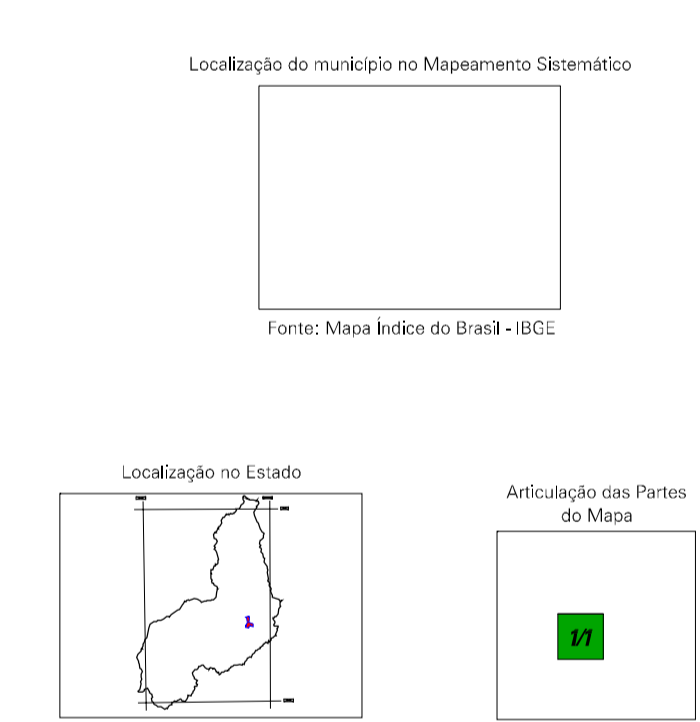 Localização do município no Mapeamento Sistemático
Fonte: Mapa Índice do Brasil - IBGE
Localização no Estado
Articulação das Partes
do Mapa
1/1